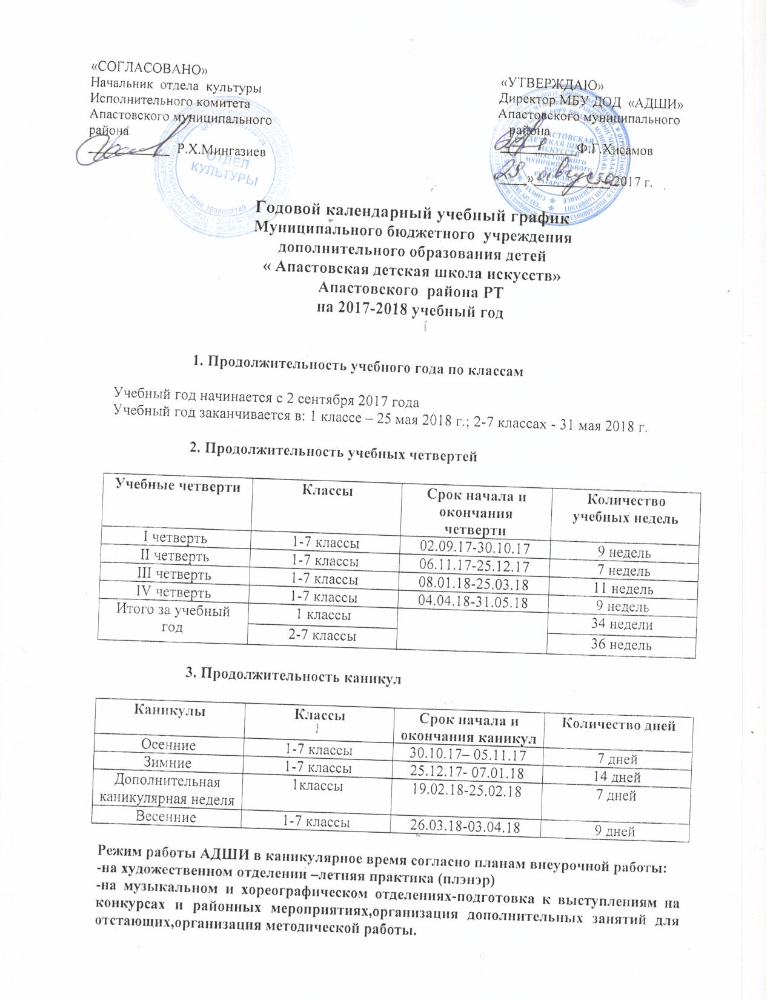 «СОГЛАСОВАНО»
Начальник отдела культуры
Исполнительного комитета
Апастовского муниципального
района
Р.Х.Мингазиев
ОТДЕЛ
КУЛЬТУРЫ
ИНН 1608007749
«УТВЕРЖДАЮ»
Директор МБУ ДОД «АДШИ»
Апастовского муниципального
района
Ф.Г.Хисамов
«29» августа 2017 г.
Годовой календарный учебный график
Муниципального бюджетного учреждения
дополнительного образования детей
« Апастовская детская школа искусств»
Апастовского района РТ
на 2017-2018 учебный год
1. Продолжительность учебного года по классам
Учебный год начинается с 2 сентября 2017 года
Учебный год заканчивается в: 1 классе – 25 мая 2018 г.; 2-7 классах - 31 мая 2018 г.
2. Продолжительность учебных четвертей
Учебные четверти Классы Срок начала и окончания четверти Количество учебных недель
I четверть 1-7 классы 02.09.17-30.10.17 9 недель
II четверть 1-7 классы 06.11.17-25.12.17 7 недель
III четверть 1-7 классы 08.01.18-25.03.18 11 недель
IV четверть 1-7 классы 04.04.18-31.05.18 9 недель
Итого за учебный год 1 классы 34 недели
2-7 классы 36 недель
3. Продолжительность каникул
Каникулы Классы Срок начала и окончания каникул Количество дней
Осенние 1-7 классы 30.10.17– 05.11.17 7 дней
Зимние 1-7 классы 25.12.17- 07.01.18 14 дней
Дополнительная каникулярная неделя 1классы 19.02.18-25.02.18 7 дней
Весенние 1-7 классы 26.03.18-03.04.18 9 дней
Режим работы АДШИ в каникулярное время согласно планам внеурочной работы:
-на художественном отделении –летняя практика (плэнэр)
-на музыкальном и хореографическом отделениях-подготовка к выступлениям на
конкурсах и районных мероприятиях,организация дополнительных занятий для
отстающих,организация методической работы.